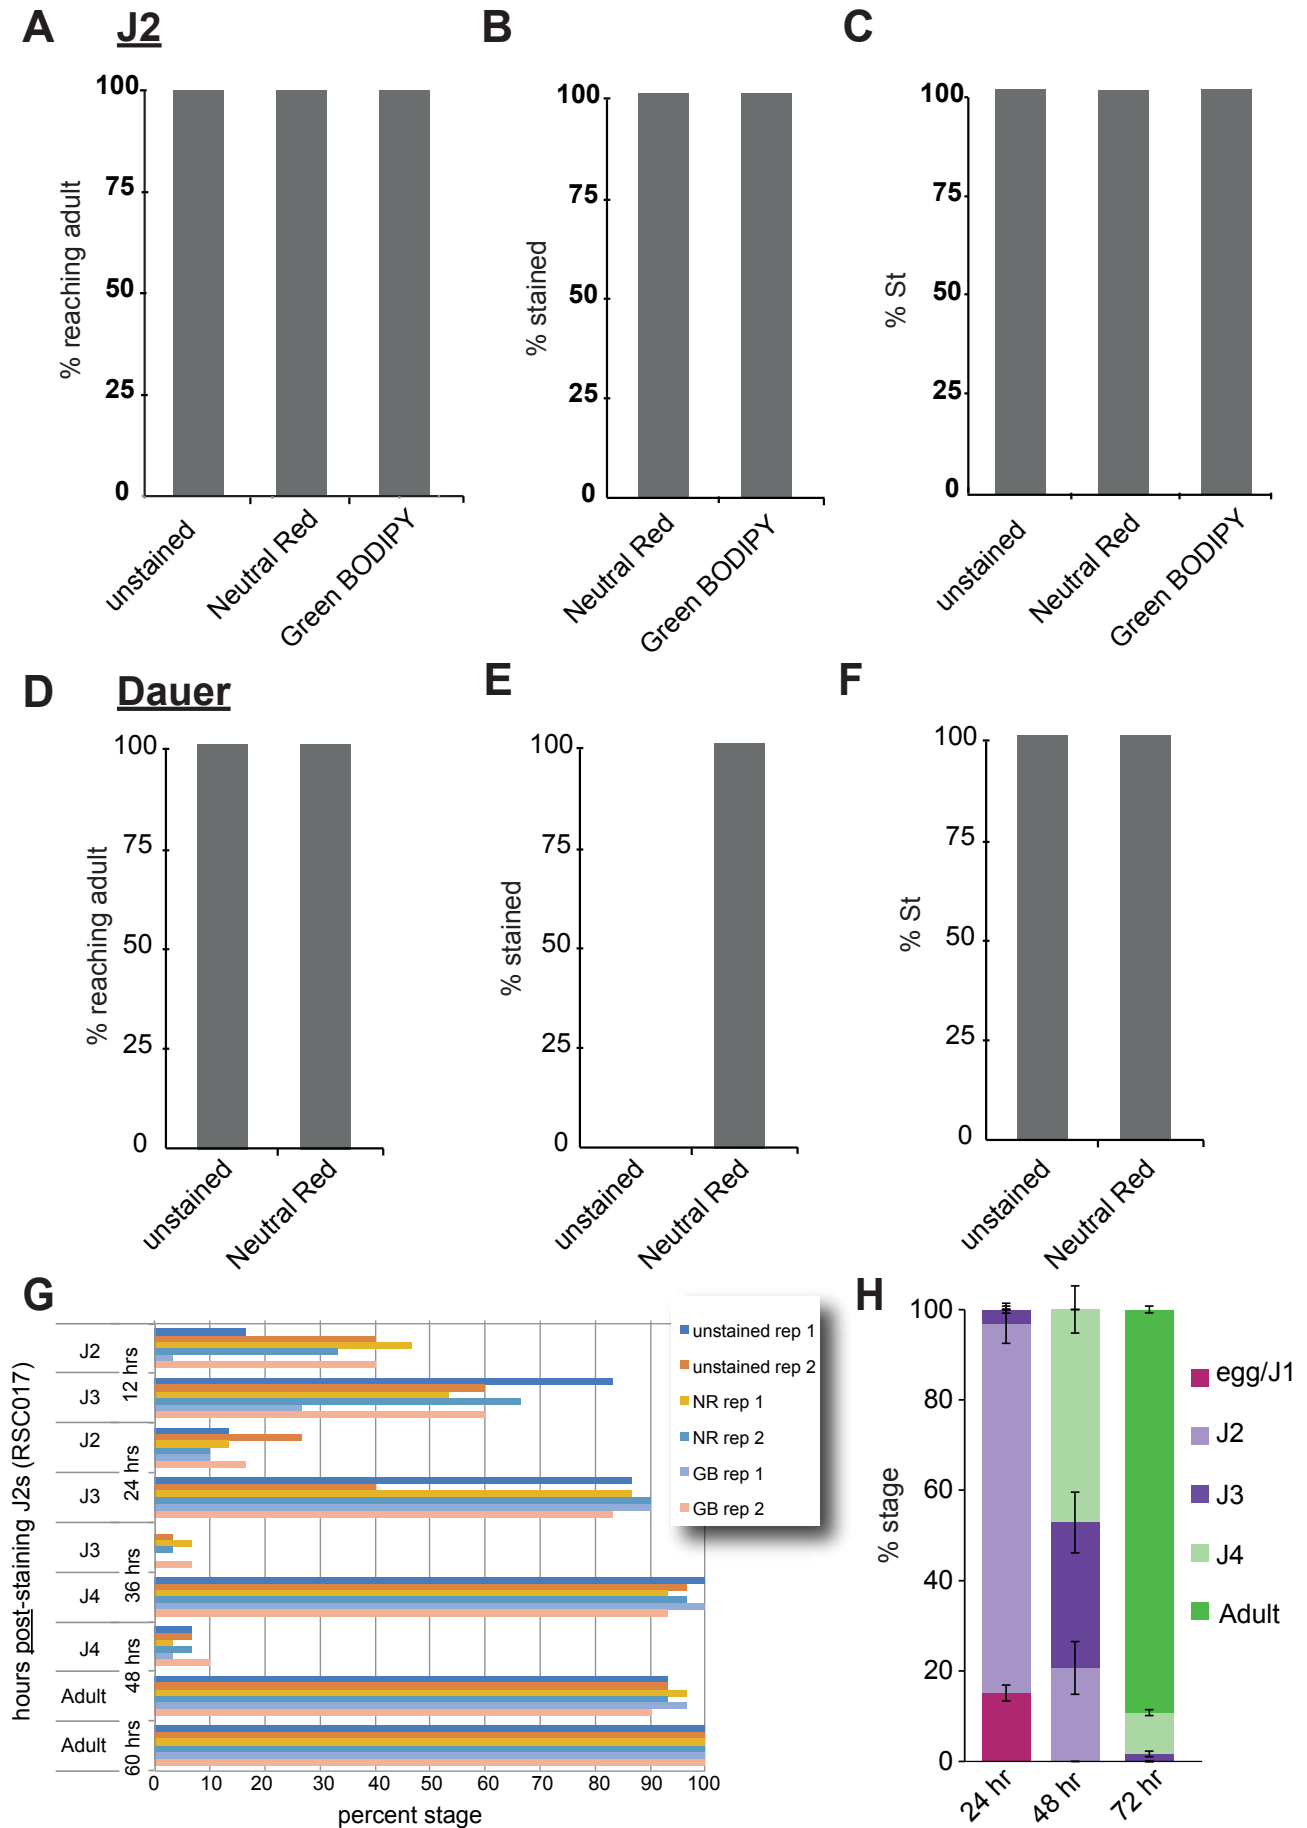 A J2
100
75
50
25
0
% reaching adult
unstained
Neutral Red
Green BODIPY
B
100
75
50
25
0
% stained
Neutral Red
Green BODIPY
C
100
75
50
25
0
% St
unstained
Neutral Red
Green BODIPY
D Dauer
100
75
50
25
0
% reaching adult
unstained
Neutral Red
E
100
75
50
25
0
% stained
unstained
Neutral Red
F
100
75
50
25
0
% St
unstained
Neutral Red
G
hours post-staining J2s (RSC017)
J2
J3
12 hrs
J2
J3
24 hrs
J3
J4
36 hrs
J4
Adult
48 hrs
Adult
60 hrs
0 10 20 30 40 50 60 70 80 90 100
percent stage
unstained rep 1
unstained rep 2
NR rep 1
NR rep 2
GB rep 1
GB rep 2
H
100
80
60
40
20
0
% stage
24 hr
48 hr
72 hr
egg/J1
J2
J3
J4
Adult